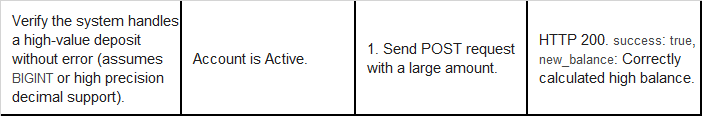 Verify the system handles
a high-value deposit
without error (assumes
BIGINT or high precision
decimal support).
Account is Active.
1. Send POST request
with a large amount.
HTTP 200. success: true,
new_balance: Correctly
calculated high balance.